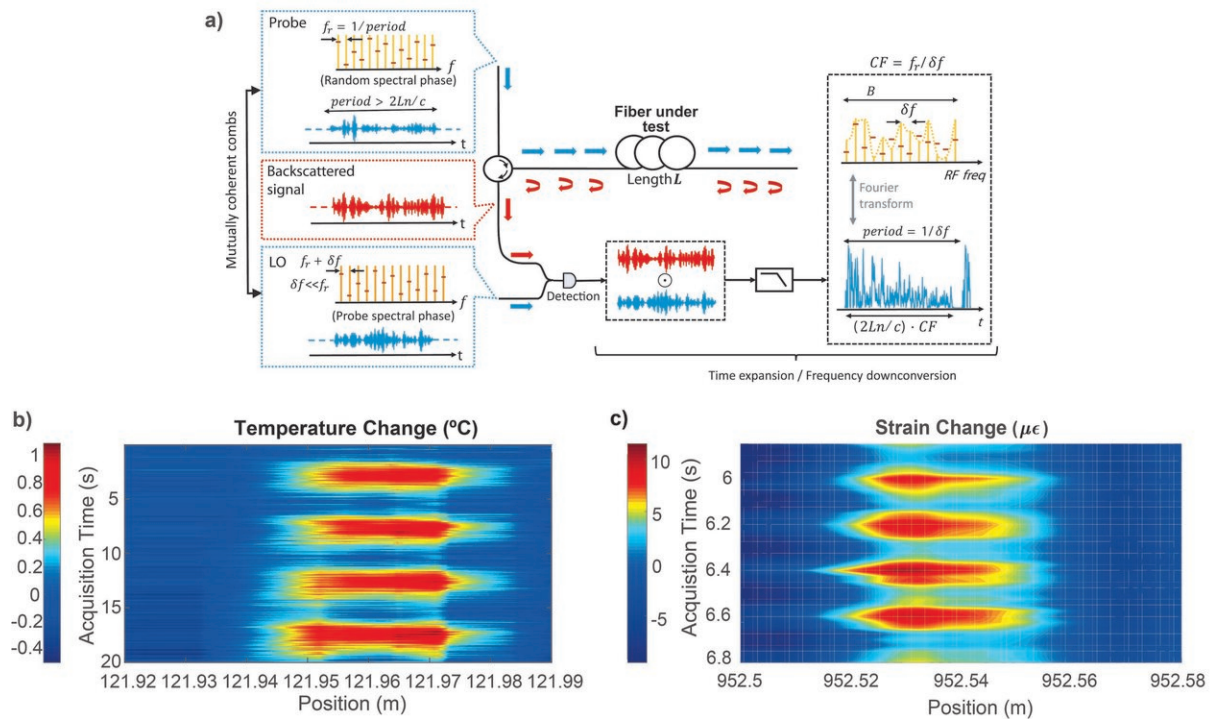 a)
Probe
f_r = 1/period
f
(Random spectral phase)
period > 2Ln/c
t
Mutually coherent combs
Backscattered
signal
t
LO
f_r + δf
δf<<f_r
f
(Probe spectral phase)
t
Fiber under
test
Length L
Detection
CF = f_r/δf
B
δf
RF freq
Fourier
transform
period = 1/δf
t
(2Ln/c) · CF
Time expansion / Frequency downconversion
b)
Temperature Change (ºC)
1
0.8
0.6
0.4
0.2
0
-0.2
-0.4
Acquisition Time (s)
5
10
15
20
121.92 121.93 121.94 121.95 121.96 121.97 121.98 121.99
Position (m)
c)
Strain Change (με)
10
5
0
-5
Acquistion Time (s)
6
6.2
6.4
6.6
6.8
952.5 952.52 952.54 952.56 952.58
Position (m)